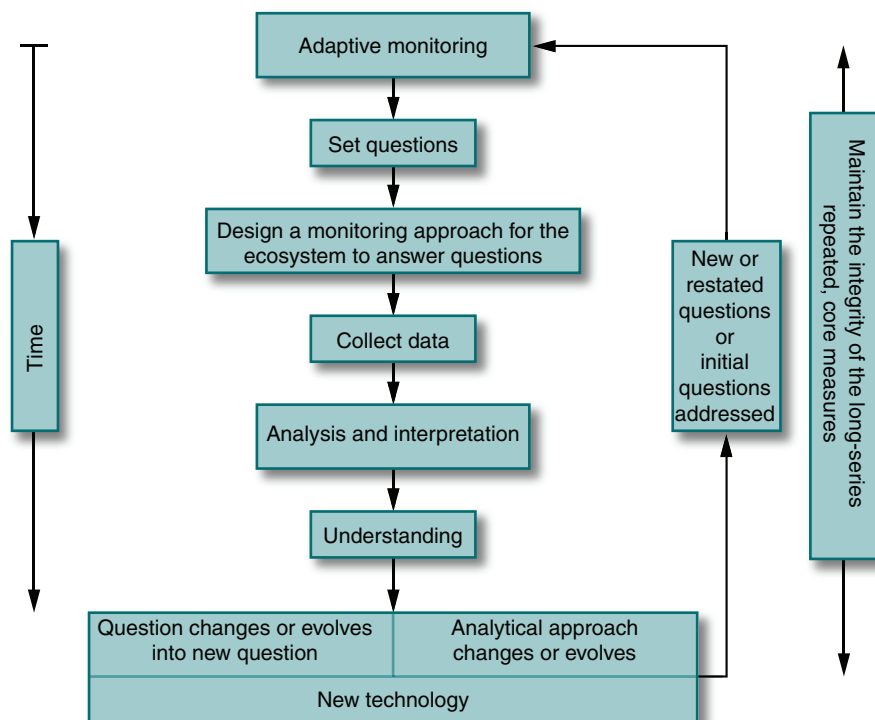 Adaptive monitoring
Set questions
Design a monitoring approach for the
ecosystem to answer questions
Collect data
Analysis and interpretation
Understanding
Question changes or evolves
into new question
Analytical approach
changes or evolves
New technology
Time
New or
restated
questions
or
initial
questions
addressed
Maintain the integrity of the long-series
repeated, core measures